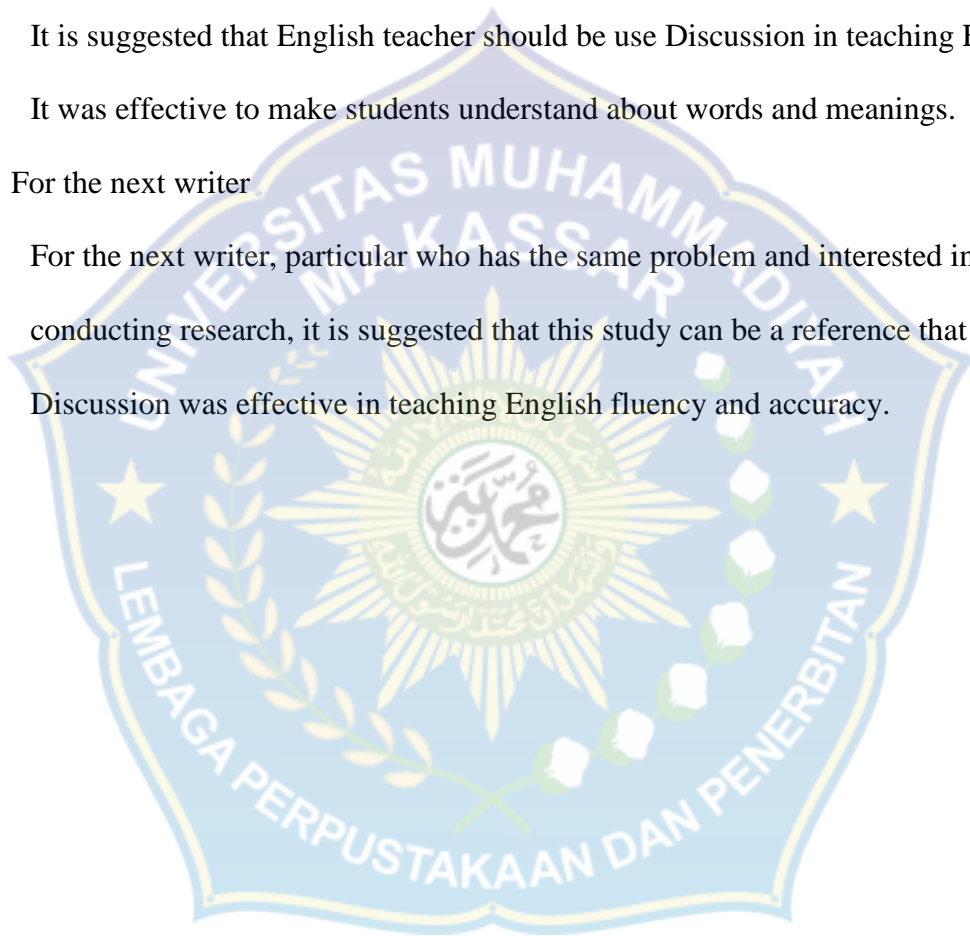 It is suggested that English teacher should be use Discussion in teaching
It was effective to make students understand about words and meanings.
For the next writer
For the next writer, particular who has the same problem and interested in
conducting research, it is suggested that this study can be a reference that
Discussion was effective in teaching English fluency and accuracy.
UNIVERSITAS MUHAMMADIYAH
MAKASSAR
LEMBAGA PERPUSTAKAAN DAN PENERBITAN